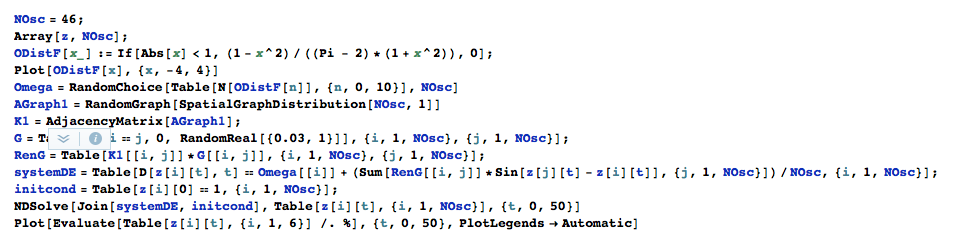 NOsc = 46;
Array[z, NOsc];
ODistF[x_] := If[Abs[x] < 1, (1 - x^2) / ((Pi - 2) * (1 + x^2)), 0];
Plot[ODistF[x], {x, -4, 4}]
Omega = RandomChoice[Table[N[ODistF[n]], {n, 0, 10}], NOsc]
AGraph1 = RandomGraph[SpatialGraphDistribution[NOsc, 1]]
K1 = AdjacencyMatrix[AGraph1];
G = Ta i == j, 0, RandomReal[{0.03, 1}]], {i, 1, NOsc}, {j, 1, NOsc}];
RenG = Table[K1[[i, j]] * G[[i, j]], {i, 1, NOsc}, {j, 1, NOsc}];
systemDE = Table[D[z[i][t], t] == Omega[[i]] + (Sum[RenG[[i, j]] * Sin[z[j][t] - z[i][t]], {j, 1, NOsc}]) / NOsc, {i, 1, NOsc}];
initcond = Table[z[i][0] == 1, {i, 1, NOsc}];
NDSolve[Join[systemDE, initcond], Table[z[i][t], {i, 1, NOsc}], {t, 0, 50}]
Plot[Evaluate[Table[z[i][t], {i, 1, 6}] /. %], {t, 0, 50}, PlotLegends → Automatic]